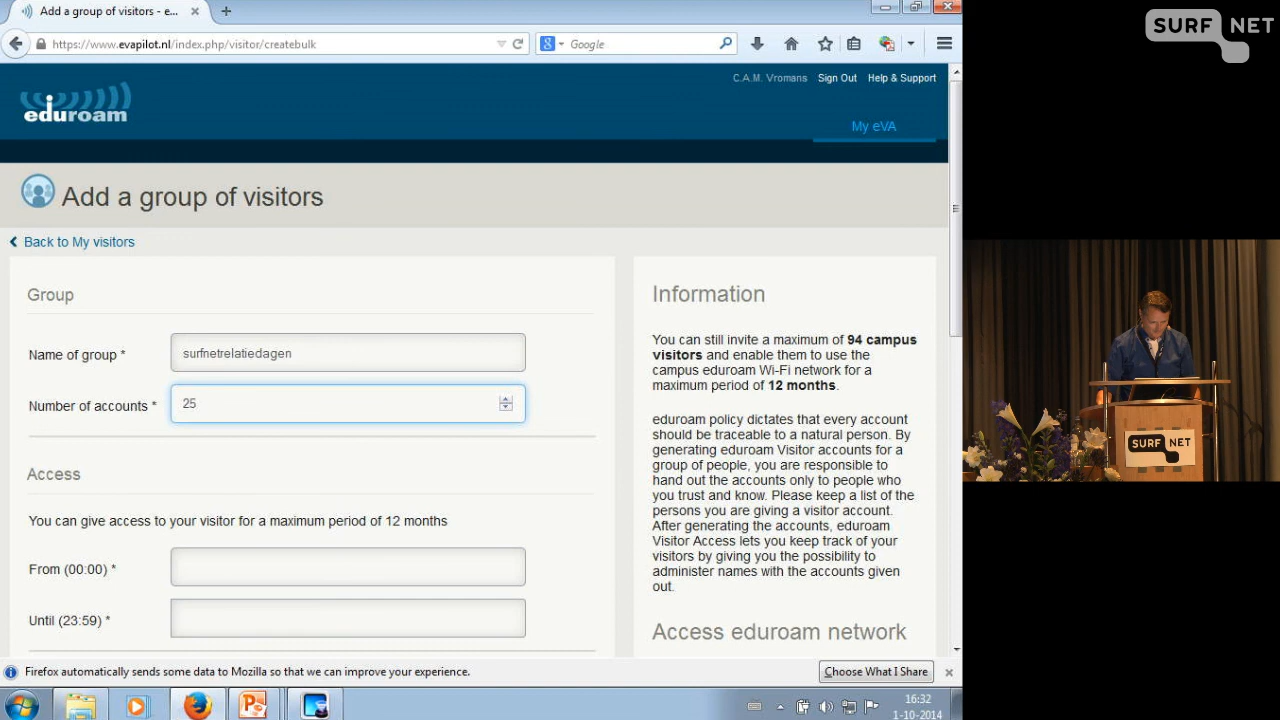 Add a group of visitors - e...
https://www.evapilot.nl/index.php/visitor/createbulk
Google
SURF NET
C.A.M. Vromans
Sign Out
Help & Support
eduroam
My eVA
Add a group of visitors
Back to My visitors
Group
Name of group *
surfnetrelatiedagen
Number of accounts *
25
Access
You can give access to your visitor for a maximum period of 12 months
From (00:00) *
Until (23:59) *
Information
You can still invite a maximum of 94 campus
visitors and enable them to use the
campus eduroam Wi-Fi network for a
maximum period of 12 months.
eduroam policy dictates that every account
should be traceable to a natural person. By
generating eduroam Visitor accounts for a
group of people, you are responsible to
hand out the accounts only to people who
you trust and know. Please keep a list of the
persons you are giving a visitor account.
After generating the accounts, eduroam
Visitor Access lets you keep track of your
visitors by giving you the possibility to
administer names with the accounts given
out.
Access eduroam network
SURF NET
Firefox automatically sends some data to Mozilla so that we can improve your experience.
Choose What I Share
16:32
1-10-2014